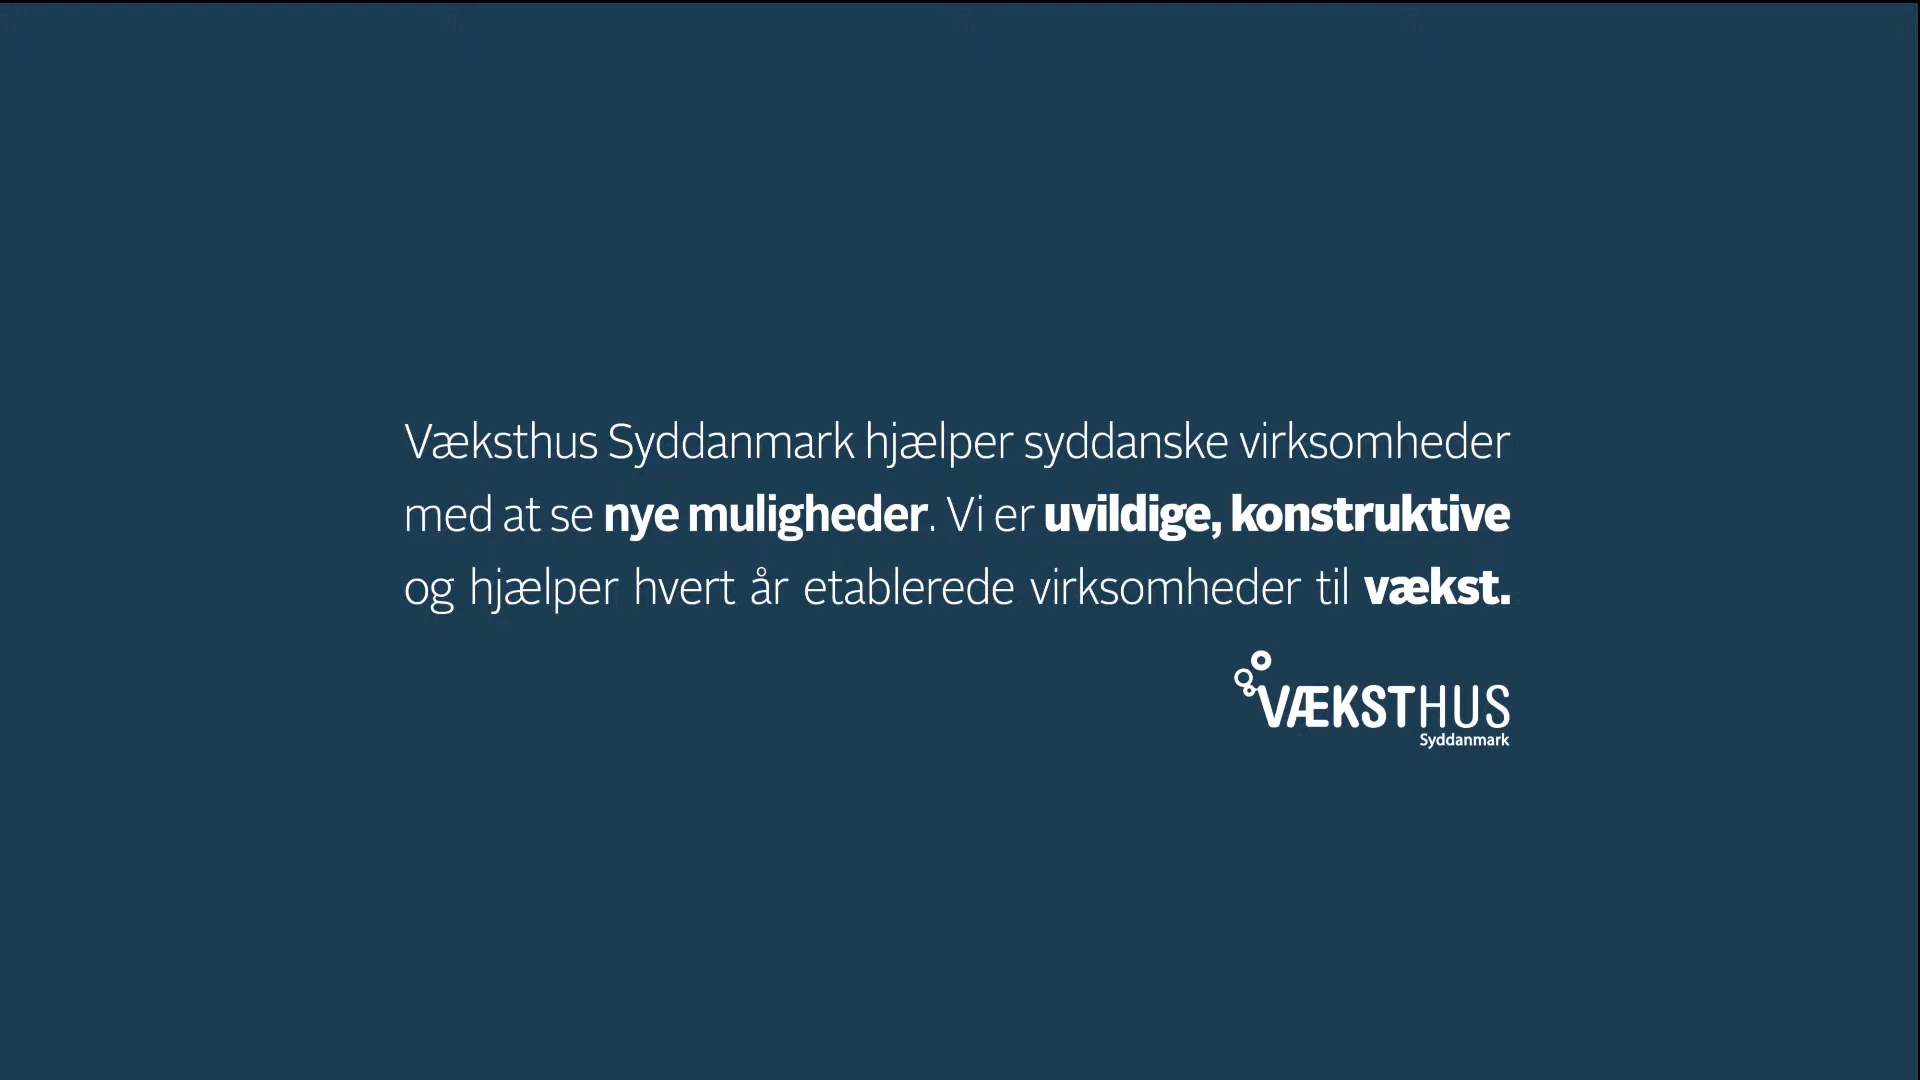 Væksthus Syddanmark hjælper syddanske virksomheder
med at se nye muligheder. Vi er uvildige, konstruktive
og hjælper hvert år etablerede virksomheder til vækst.
VÆKSTHUS
Syddanmark